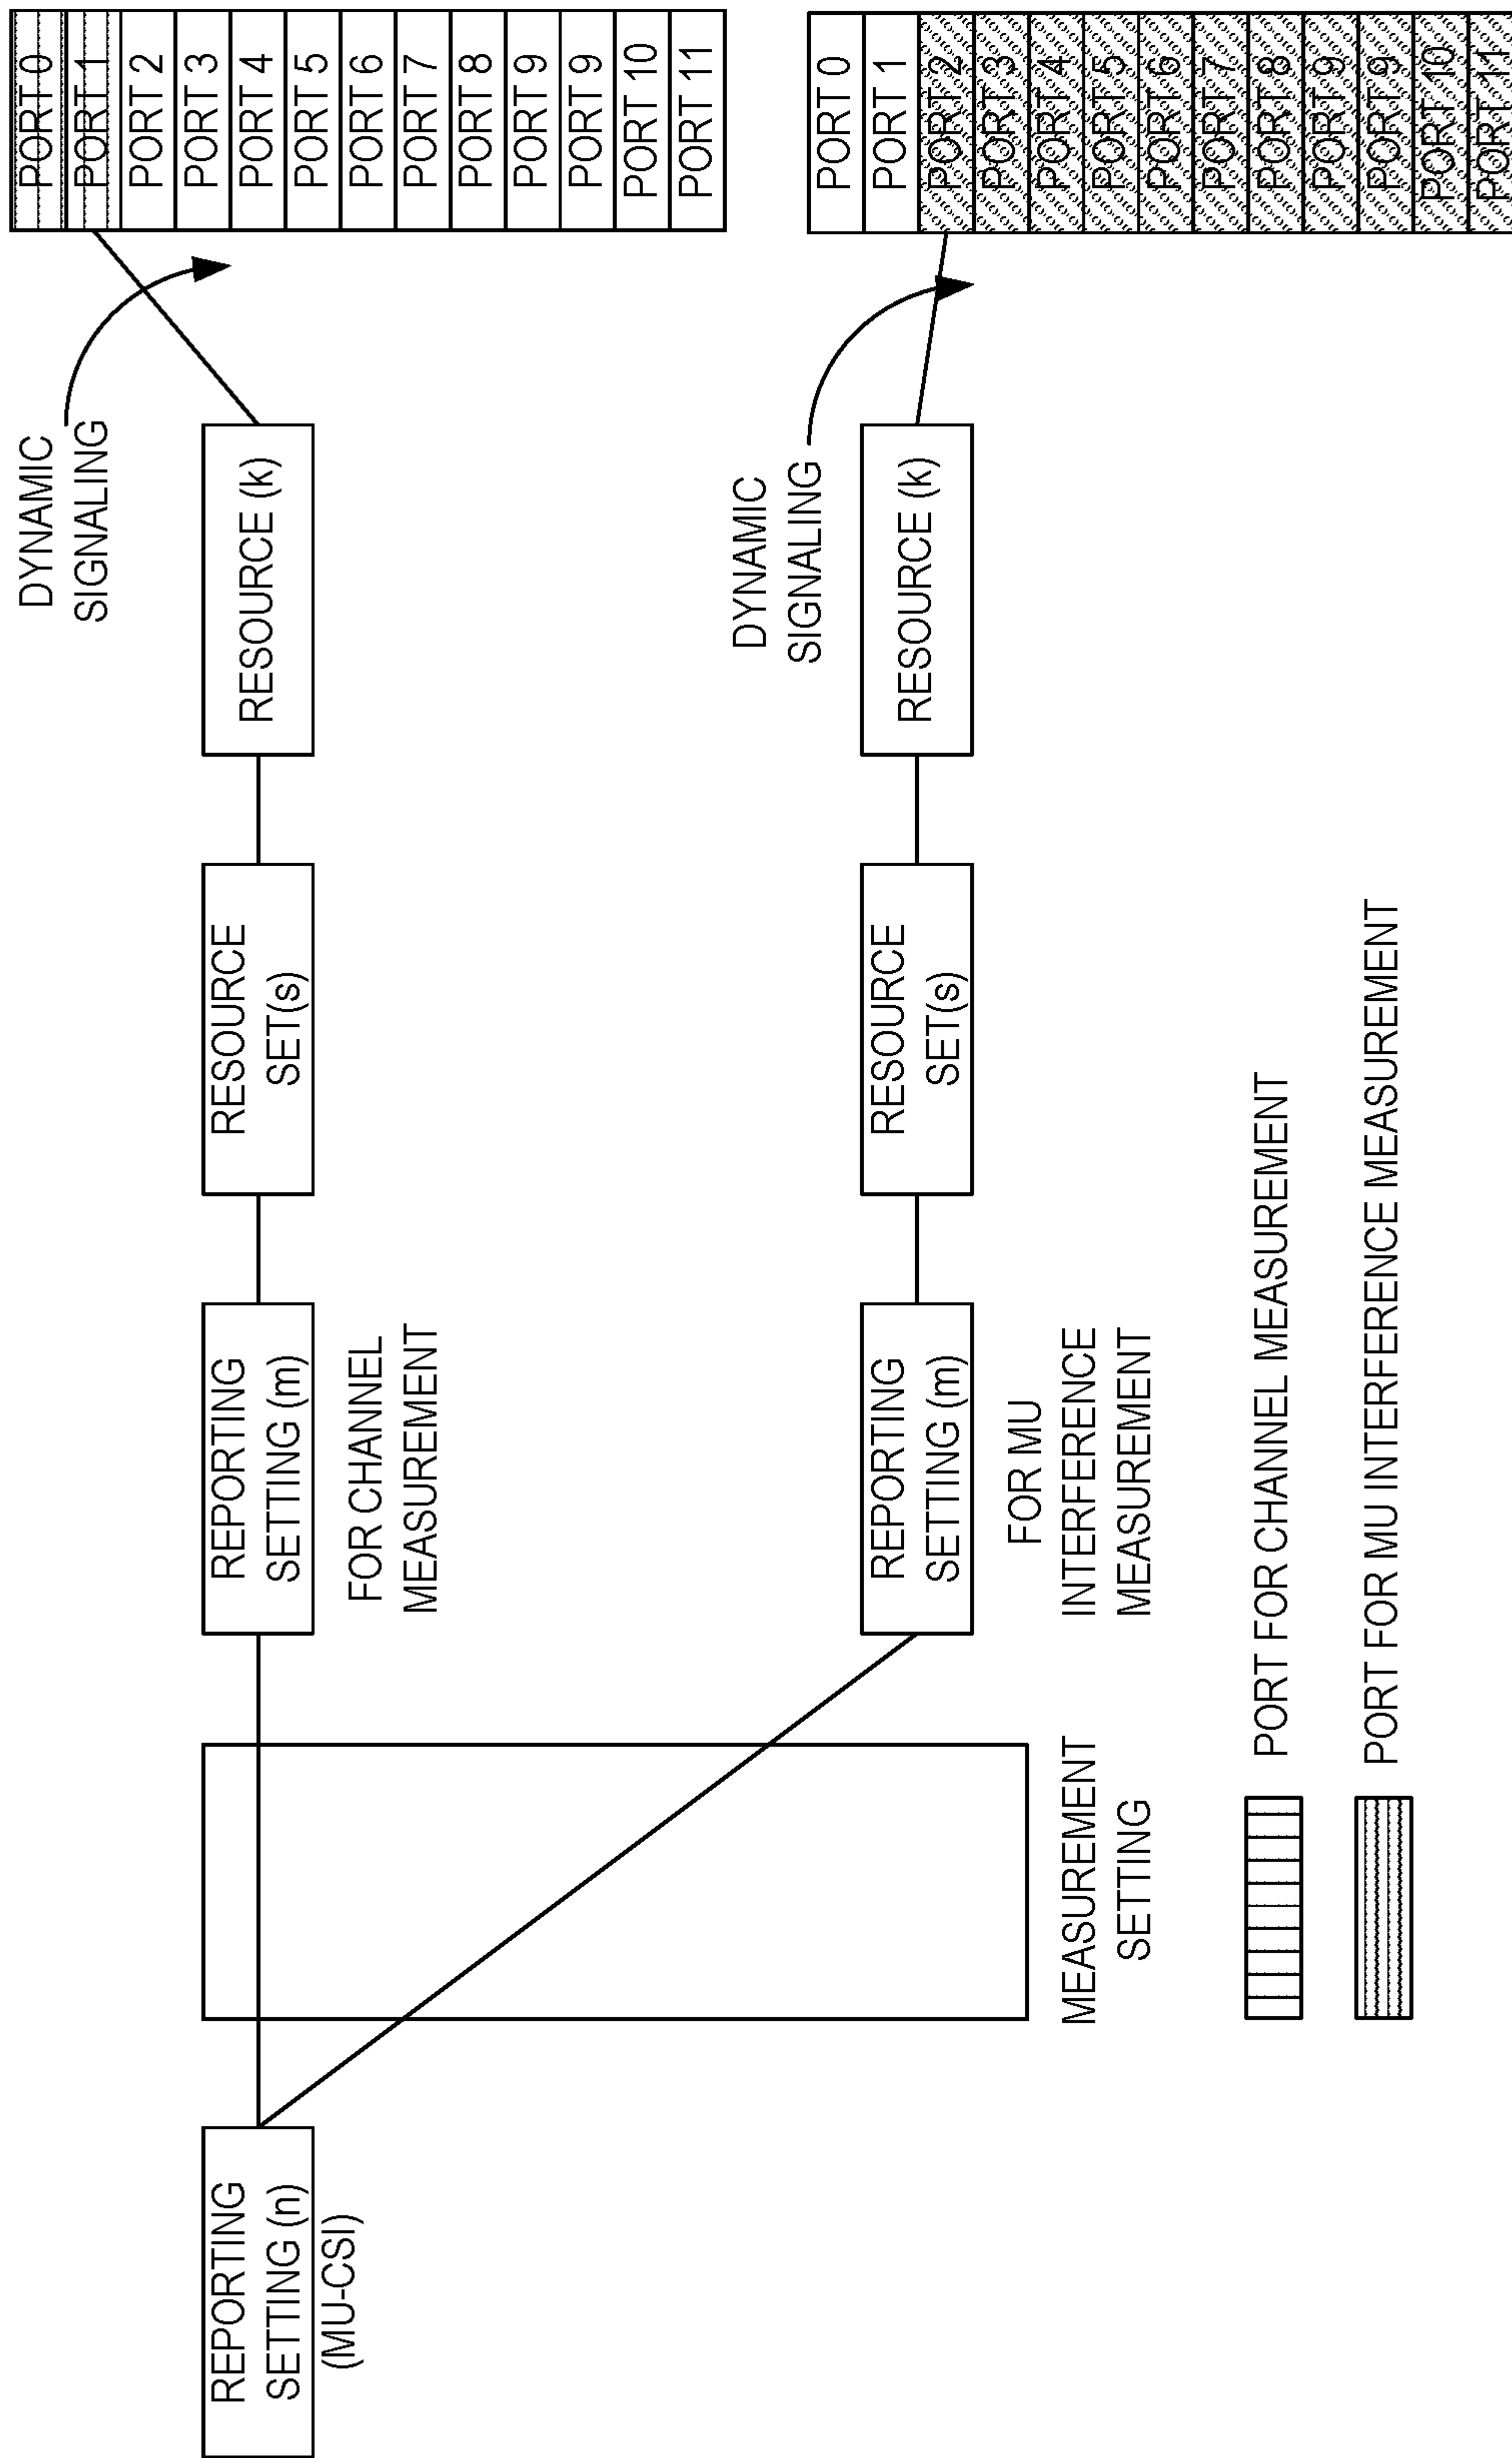 REPORTING
SETTING (n)
(MU-CSI)
MEASUREMENT
SETTING
REPORTING
SETTING (m)
FOR CHANNEL
MEASUREMENT
RESOURCE
SET(s)
RESOURCE (k)
DYNAMIC
SIGNALING
PORT 0
PORT 1
PORT 2
PORT 3
PORT 4
PORT 5
PORT 6
PORT 7
PORT 8
PORT 9
PORT 9
PORT 10
PORT 11
REPORTING
SETTING (m)
FOR MU
INTERFERENCE
MEASUREMENT
RESOURCE
SET(s)
RESOURCE (k)
DYNAMIC
SIGNALING
PORT 0
PORT 1
PORT 2
PORT 3
PORT 4
PORT 5
PORT 6
PORT 7
PORT 8
PORT 9
PORT 9
PORT 10
PORT 11
PORT FOR CHANNEL MEASUREMENT
PORT FOR MU INTERFERENCE MEASUREMENT